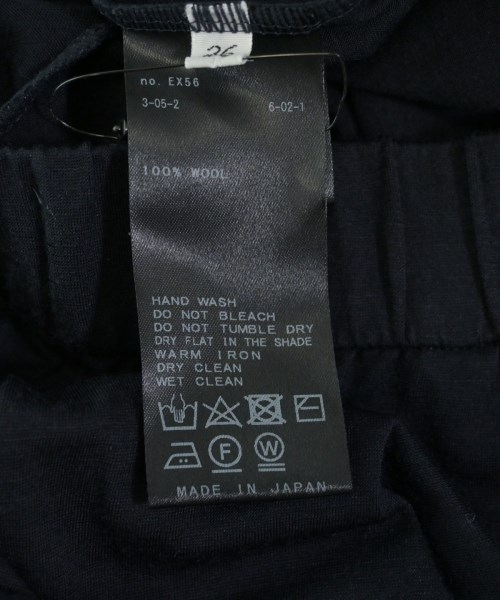 26
no. EX56
3-05-2 6-02-1
100% WOOL
HAND WASH
DO NOT BLEACH
DO NOT TUMBLE DRY
DRY FLAT IN THE SHADE
WARM IRON
DRY CLEAN
WET CLEAN
F W
MADE IN JAPAN